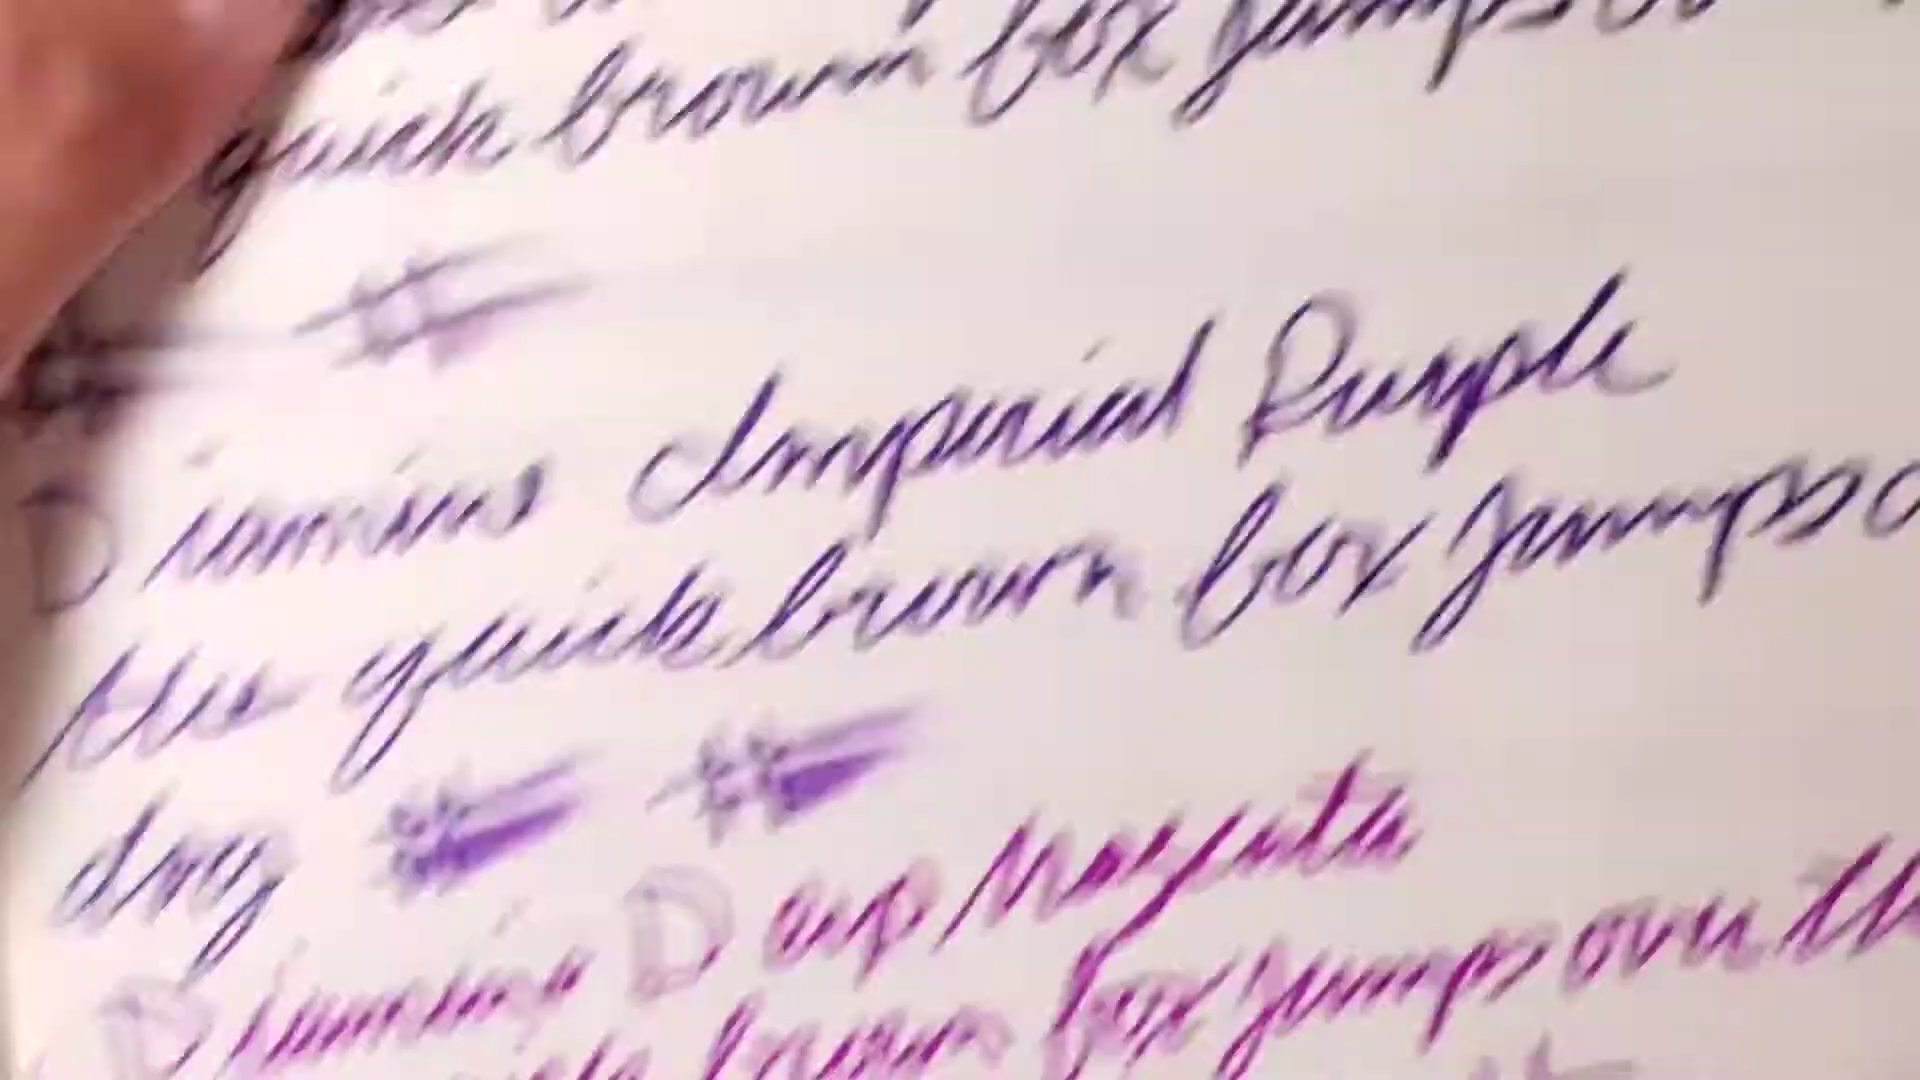 quick brown fox jumps
Diamine Imperial Purple
the quick brown fox jumps
dog
Diamine Deep Magenta
brown fox jumps over